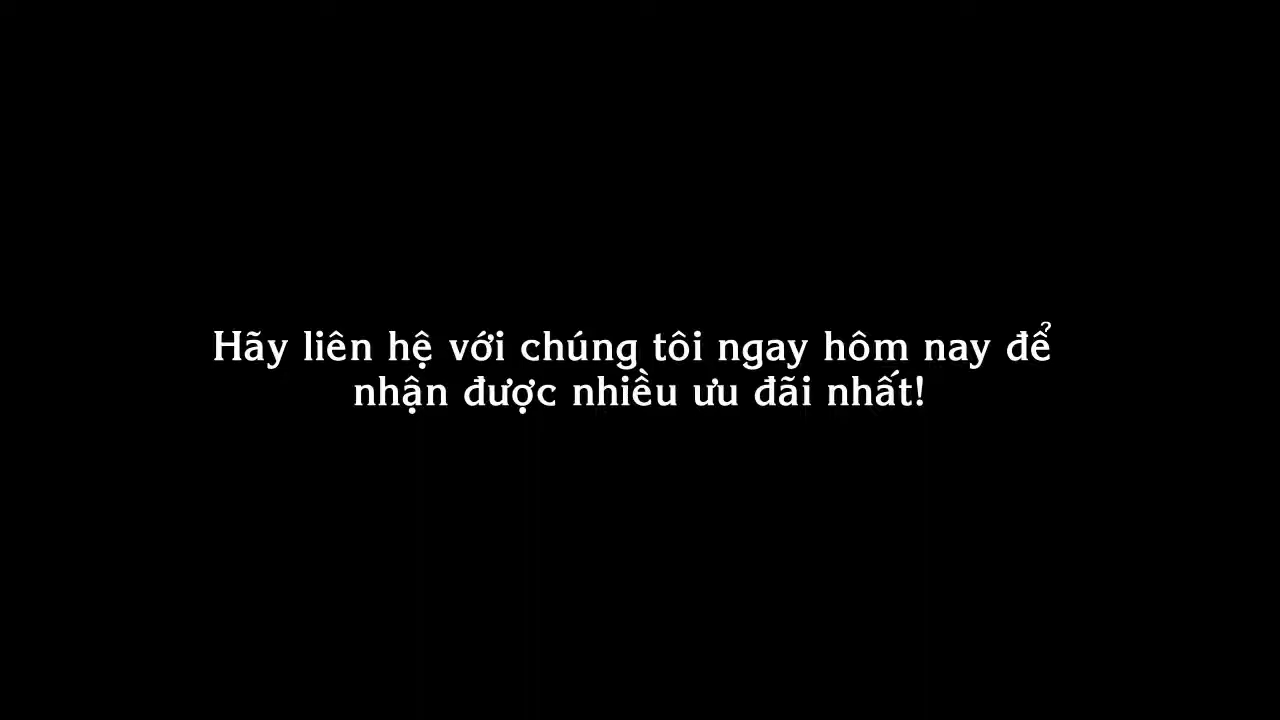 Hãy liên hệ với chúng tôi ngay hôm nay để
nhận được nhiều ưu đãi nhất!